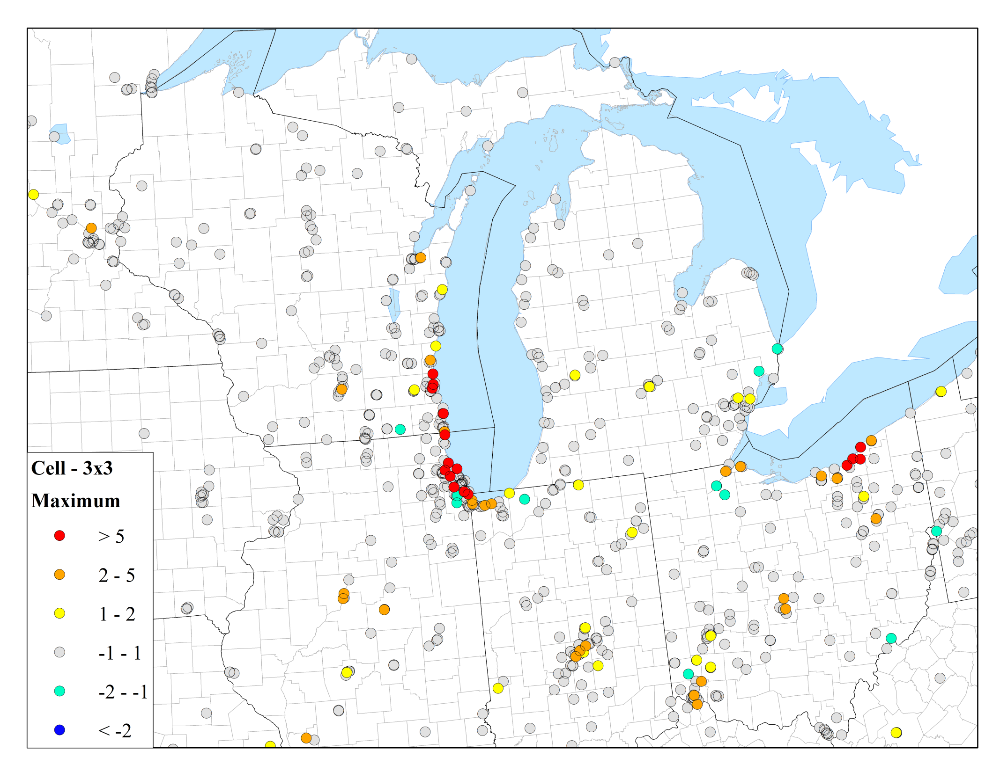 Cell - 3x3
Maximum
> 5
2 - 5
1 - 2
-1 - 1
-2 - -1
< -2